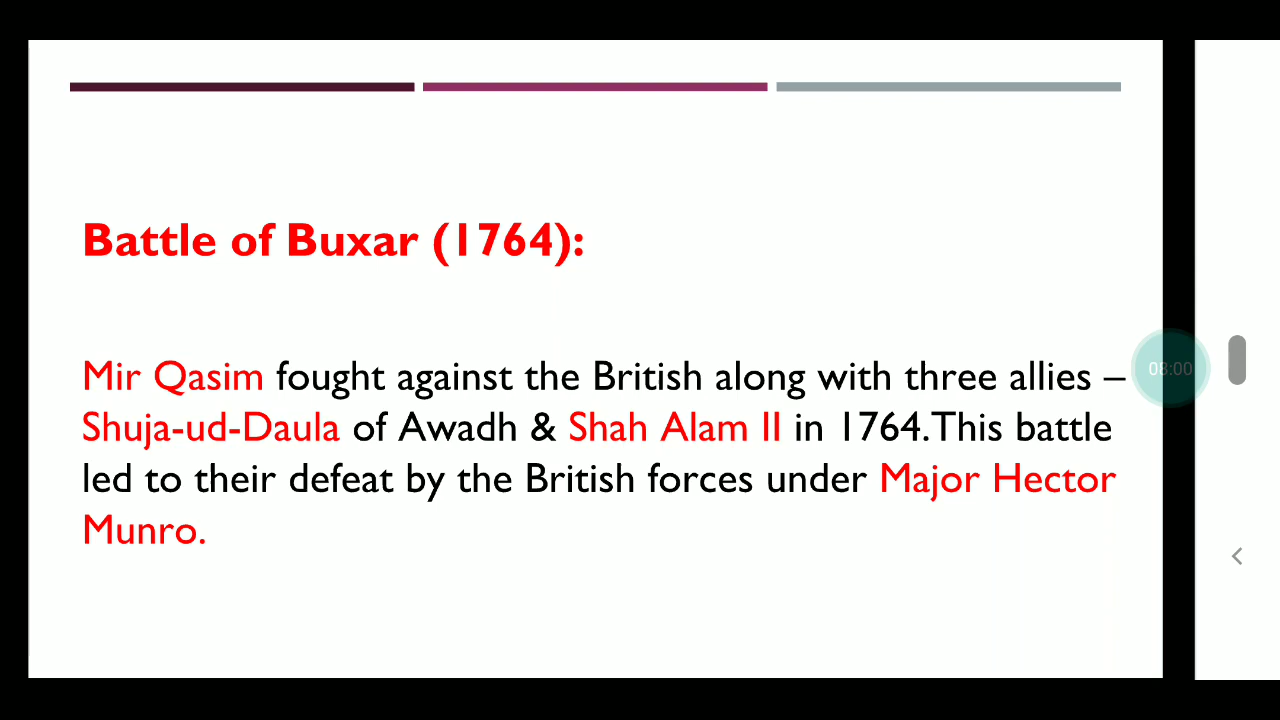 Battle of Buxar (1764):
Mir Qasim fought against the British along with three allies –
Shuja-ud-Daula of Awadh & Shah Alam II in 1764.This battle
led to their defeat by the British forces under Major Hector
Munro.
08:00